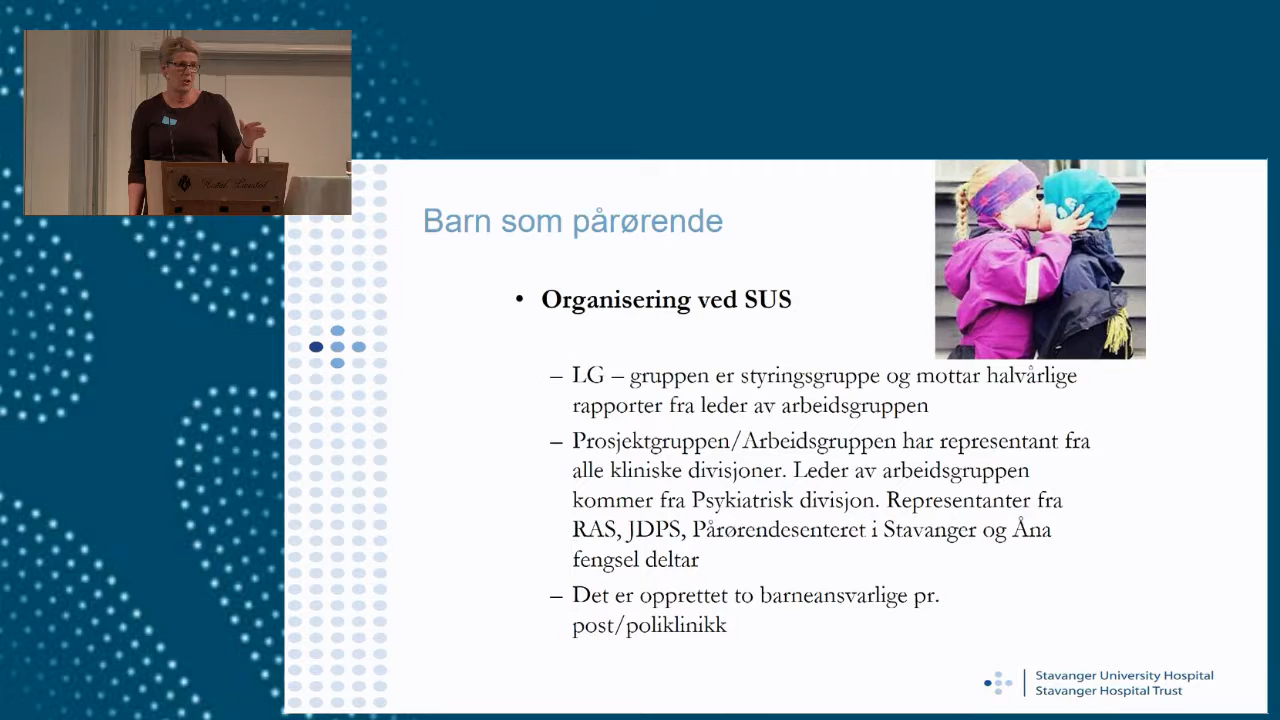 Barn som pårørende
• Organisering ved SUS
– LG – gruppen er styringsgruppe og mottar halvårlige
rapporter fra leder av arbeidsgruppen
– Prosjektgruppen/Arbeidsgruppen har representant fra
alle kliniske divisjoner. Leder av arbeidsgruppen
kommer fra Psykiatrisk divisjon. Representanter fra
RAS, JDPS, Pårørendesenteret i Stavanger og Åna
fengsel deltar
– Det er opprettet to barneansvarlige pr.
post/poliklinikk
Stavanger University Hospital
Stavanger Hospital Trust